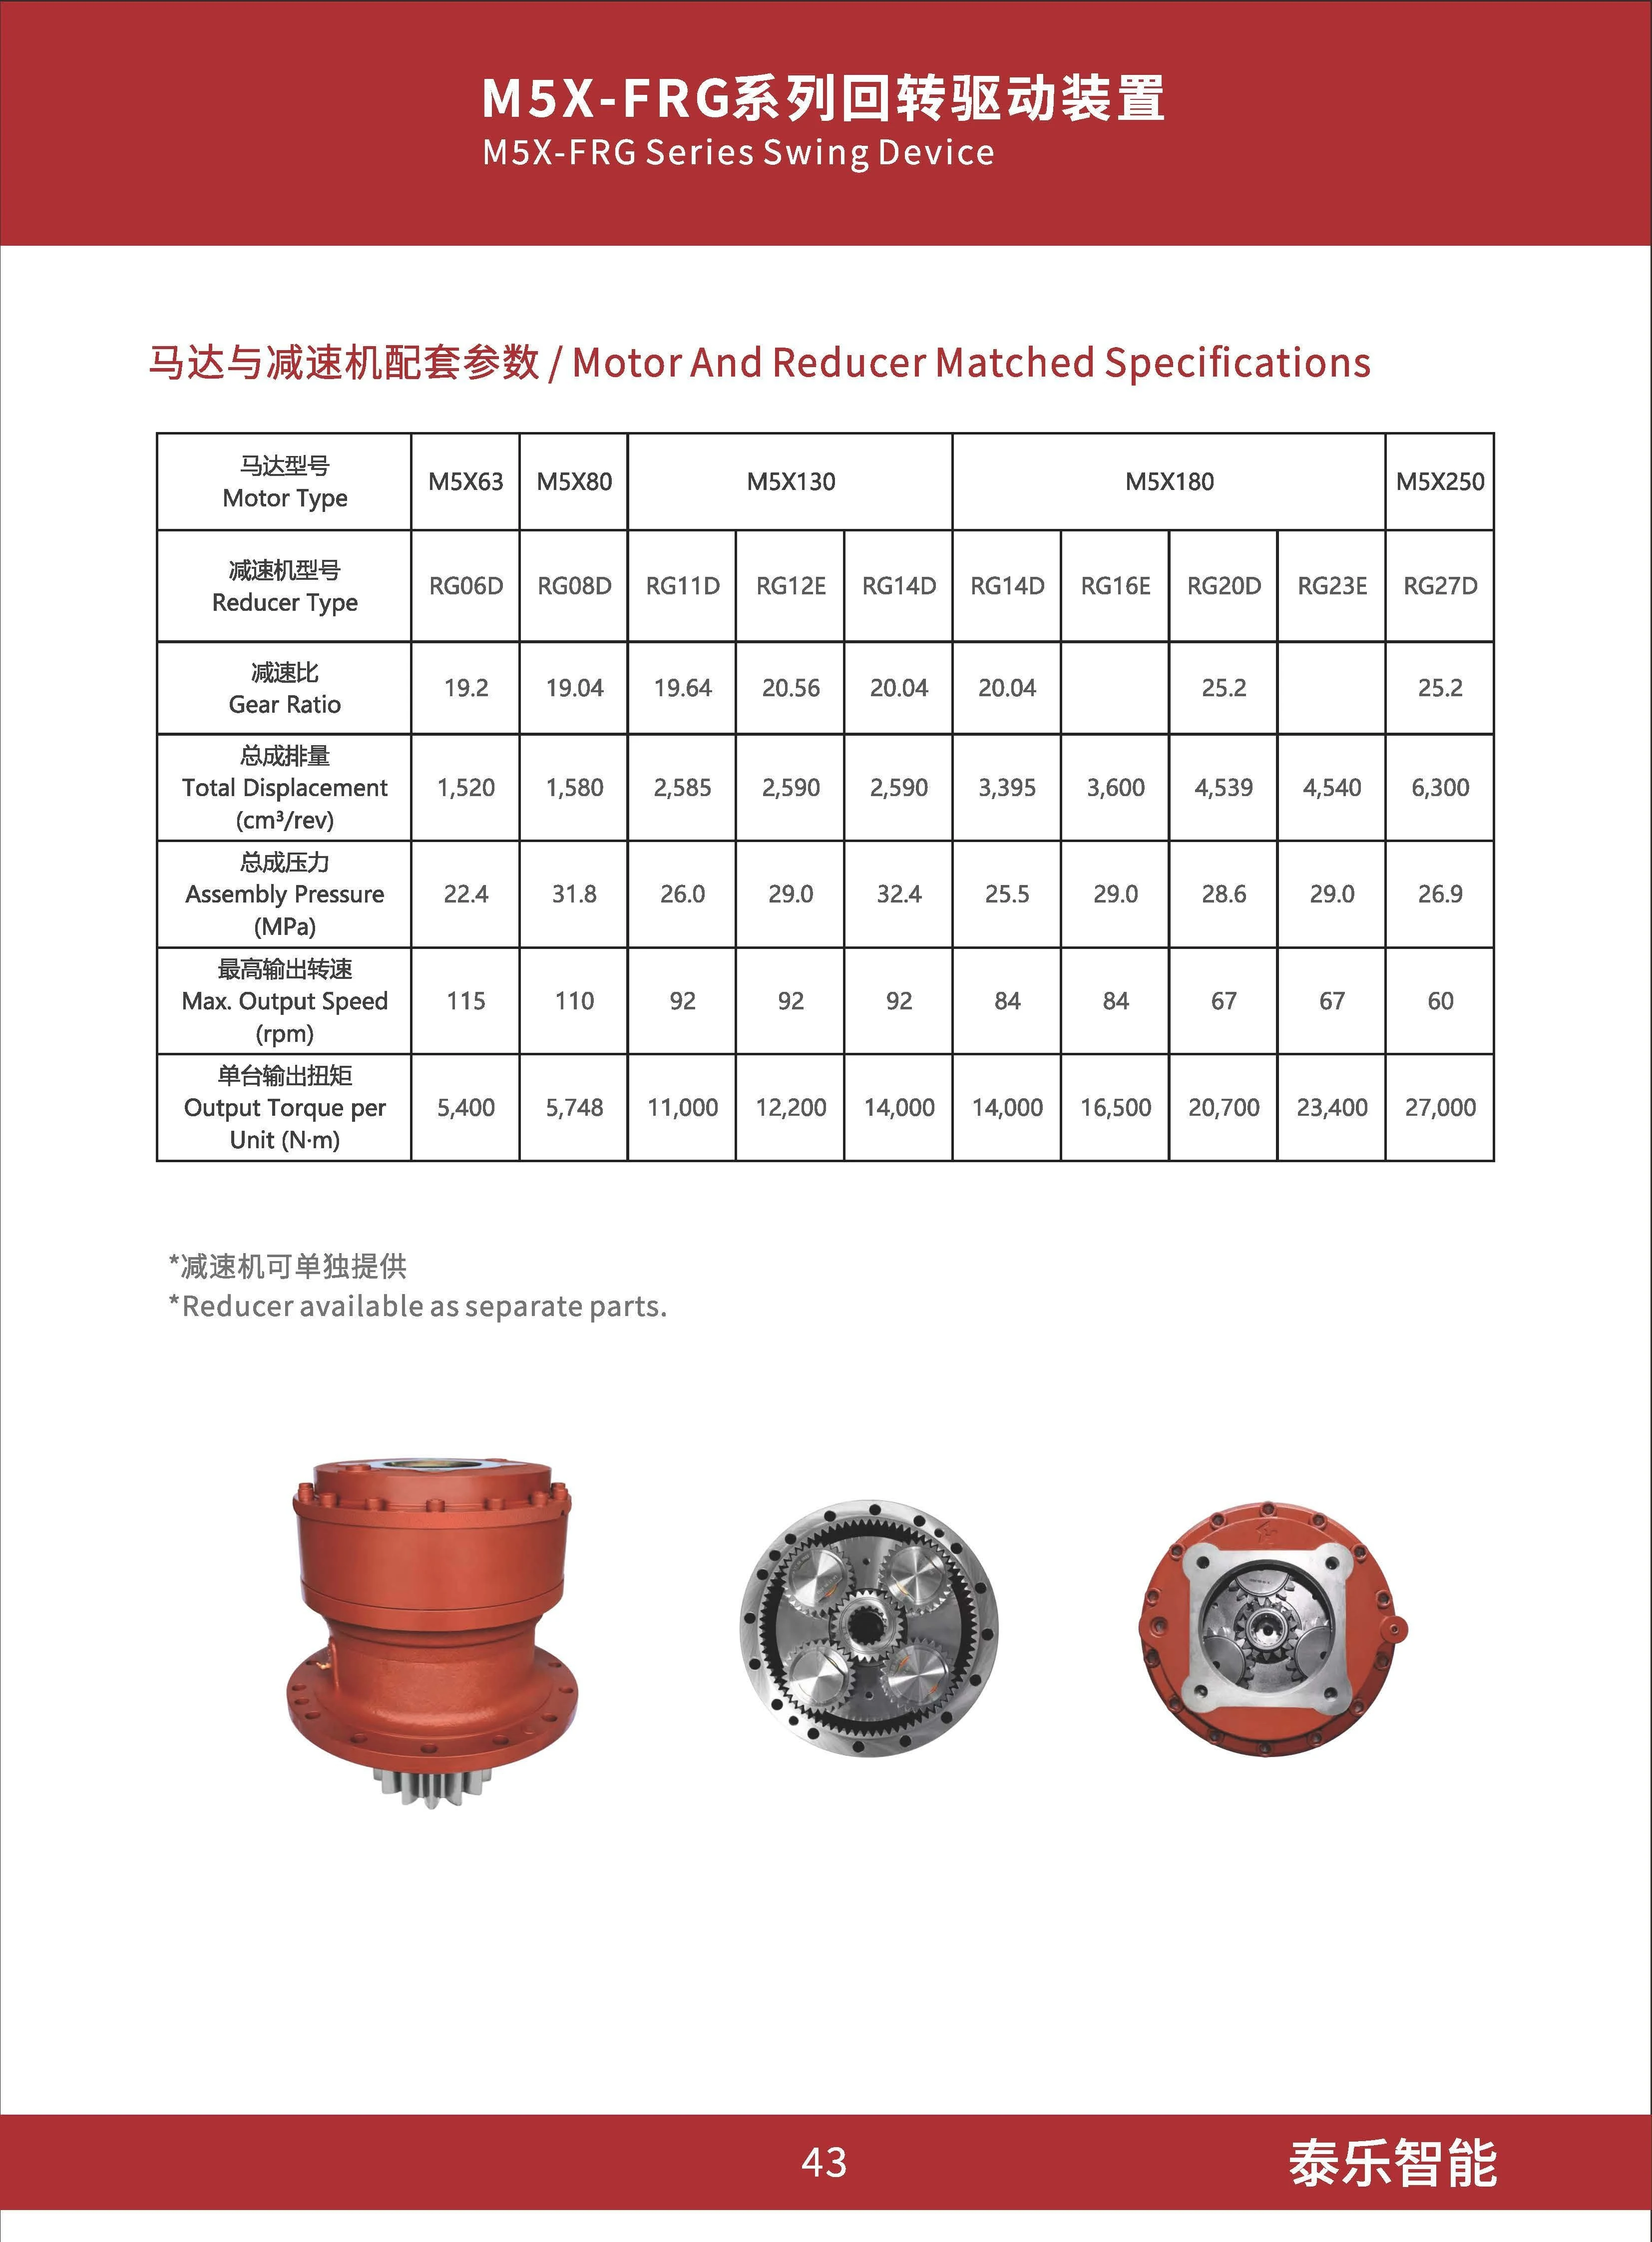 M5X-FRG系列回转驱动装置
M5X-FRG Series Swing Device
马达与减速机配套参数 / Motor And Reducer Matched Specifications
马达型号
Motor Type
M5X63 M5X80 M5X130 M5X180 M5X250
减速机型号
Reducer Type
RG06D RG08D RG11D RG12E RG14D RG14D RG16E RG20D RG23E RG27D
减速比
Gear Ratio
19.2 19.04 19.64 20.56 20.04 20.04 25.2 25.2
总成排量
Total Displacement
(cm³/rev)
1,520 1,580 2,585 2,590 2,590 3,395 3,600 4,539 4,540 6,300
总成压力
Assembly Pressure
(MPa)
22.4 31.8 26.0 29.0 32.4 25.5 29.0 28.6 29.0 26.9
最高输出转速
Max. Output Speed
(rpm)
115 110 92 92 92 84 84 67 67 60
单台输出扭矩
Output Torque per
Unit (N·m)
5,400 5,748 11,000 12,200 14,000 14,000 16,500 20,700 23,400 27,000
*减速机可单独提供
*Reducer available as separate parts.
43
泰乐智能